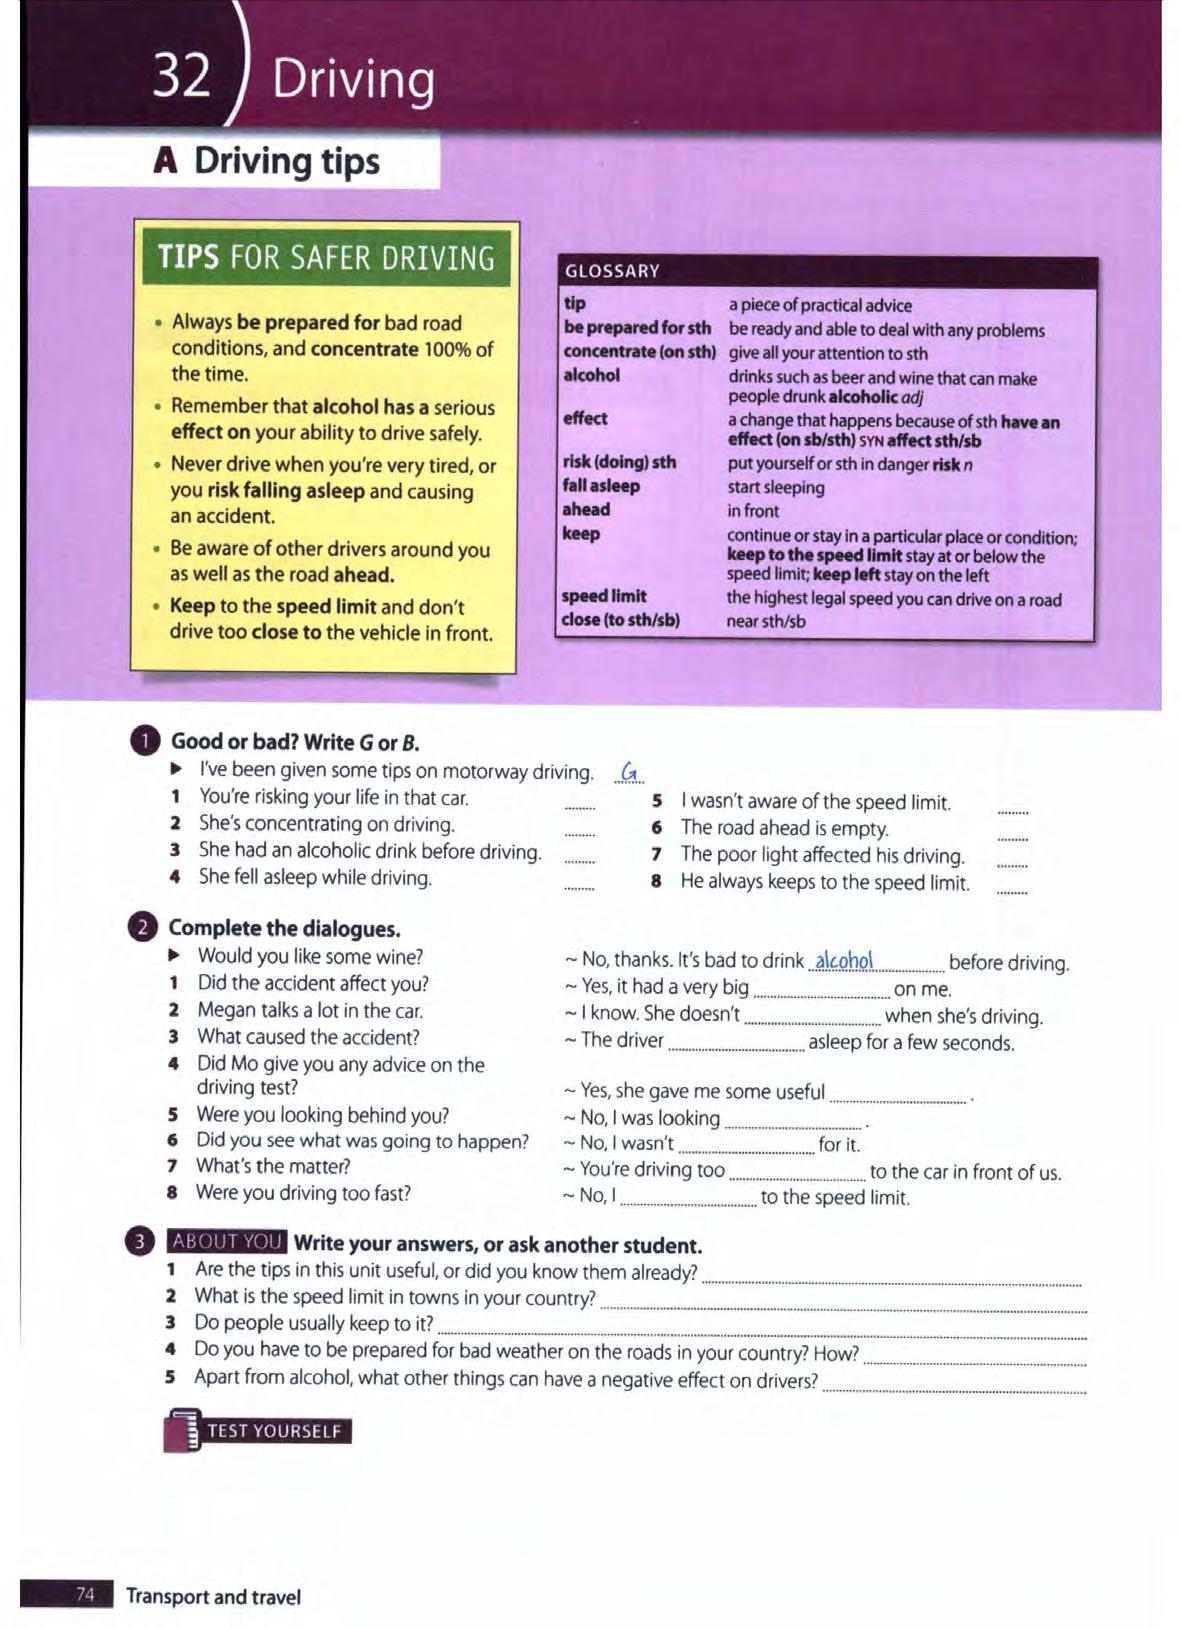 32 Driving
A Driving tips
TIPS FOR SAFER DRIVING
• Always be prepared for bad road
conditions, and concentrate 100% of
the time.
• Remember that alcohol has a serious
effect on your ability to drive safely.
• Never drive when you're very tired, or
you risk falling asleep and causing
an accident.
• Be aware of other drivers around you
as well as the road ahead.
• Keep to the speed limit and don't
drive too close to the vehicle in front.
GLOSSARY
tip a piece of practical advice
be prepared for sth be ready and able to deal with any problems
concentrate (on sth) give all your attention to sth
alcohol drinks such as beer and wine that can make
people drunk alcoholic adj
effect a change that happens because of sth have an
effect (on sb/sth) SYN affect sth/sb
risk (doing) sth put yourself or sth in danger risk n
fall asleep start sleeping
ahead in front
keep continue or stay in a particular place or condition;
keep to the speed limit stay at or below the
speed limit; keep left stay on the left
speed limit the highest legal speed you can drive on a road
close (to sth/sb) near sth/sb
1 Good or bad? Write G or B.
► I've been given some tips on motorway driving. G
1 You're risking your life in that car.
2 She's concentrating on driving.
3 She had an alcoholic drink before driving.
4 She fell asleep while driving.
5 I wasn't aware of the speed limit.
6 The road ahead is empty.
7 The poor light affected his driving.
8 He always keeps to the speed limit.
2 Complete the dialogues.
► Would you like some wine? ~ No, thanks. It's bad to drink alcohol before driving.
1 Did the accident affect you? ~ Yes, it had a very big ........ on me.
2 Megan talks a lot in the car. ~ I know. She doesn't ........ when she's driving.
3 What caused the accident? ~ The driver ........ asleep for a few seconds.
4 Did Mo give you any advice on the
driving test? ~ Yes, she gave me some useful ........ .
5 Were you looking behind you? ~ No, I was looking ........ .
6 Did you see what was going to happen? ~ No, I wasn't ........ for it.
7 What's the matter? ~ You're driving too ........ to the car in front of us.
8 Were you driving too fast? ~ No, I ........ to the speed limit.
3 ABOUT YOU Write your answers, or ask another student.
1 Are the tips in this unit useful, or did you know them already?
2 What is the speed limit in towns in your country?
3 Do people usually keep to it?
4 Do you have to be prepared for bad weather on the roads in your country? How?
5 Apart from alcohol, what other things can have a negative effect on drivers?
TEST YOURSELF
74 Transport and travel